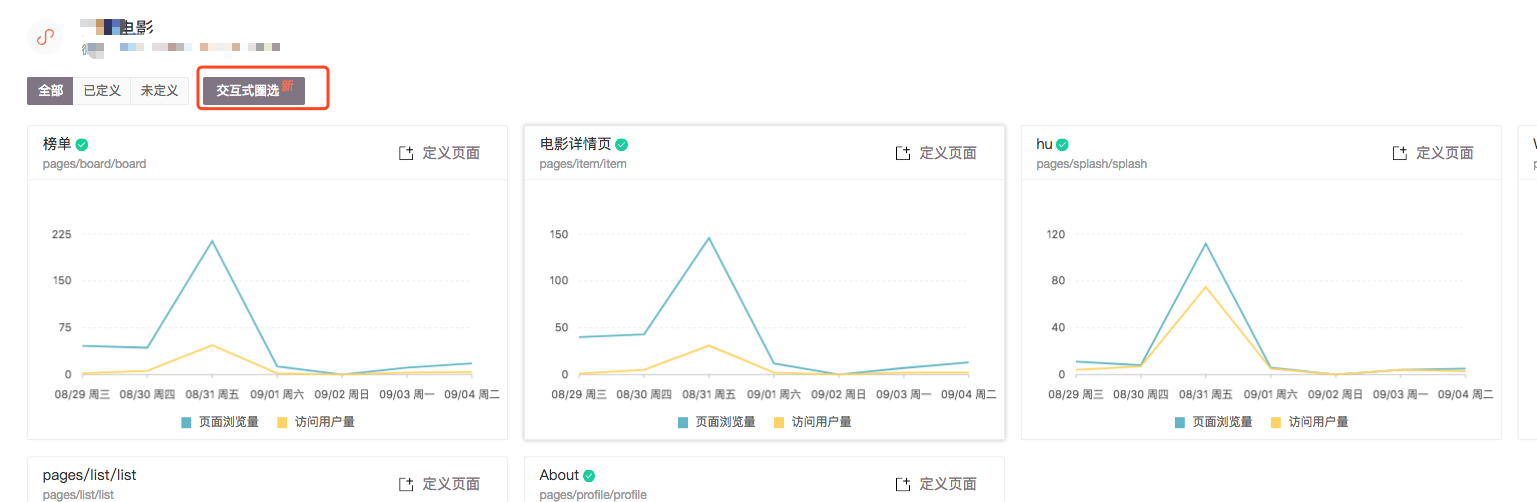 电影
全部 已定义 未定义 交互式圈选 新
榜单
pages/board/board
定义页面
225
150
75
0
08/29 周三 08/30 周四 08/31 周五 09/01 周六 09/02 周日 09/03 周一 09/04 周二
页面浏览量 访问用户量
电影详情页
pages/item/item
定义页面
150
100
50
0
08/29 周三 08/30 周四 08/31 周五 09/01 周六 09/02 周日 09/03 周一 09/04 周二
页面浏览量 访问用户量
hu
pages/splash/splash
定义页面
120
80
40
0
08/29 周三 08/30 周四 08/31 周五 09/01 周六 09/02 周日 09/03 周一 09/04 周二
页面浏览量 访问用户量
pages/list/list
pages/list/list
定义页面
About
pages/profile/profile
定义页面